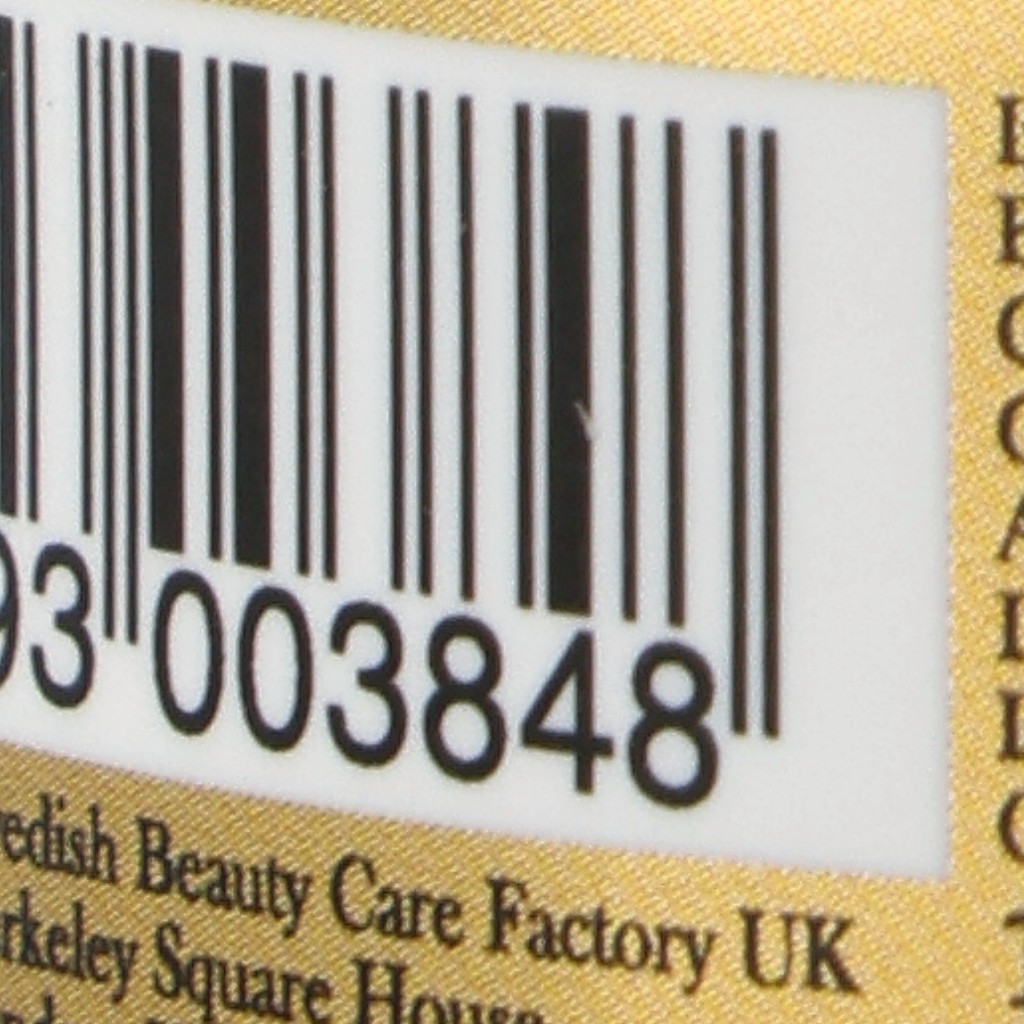 93 003848
edish Beauty Care Factory UK
rkeley Square House